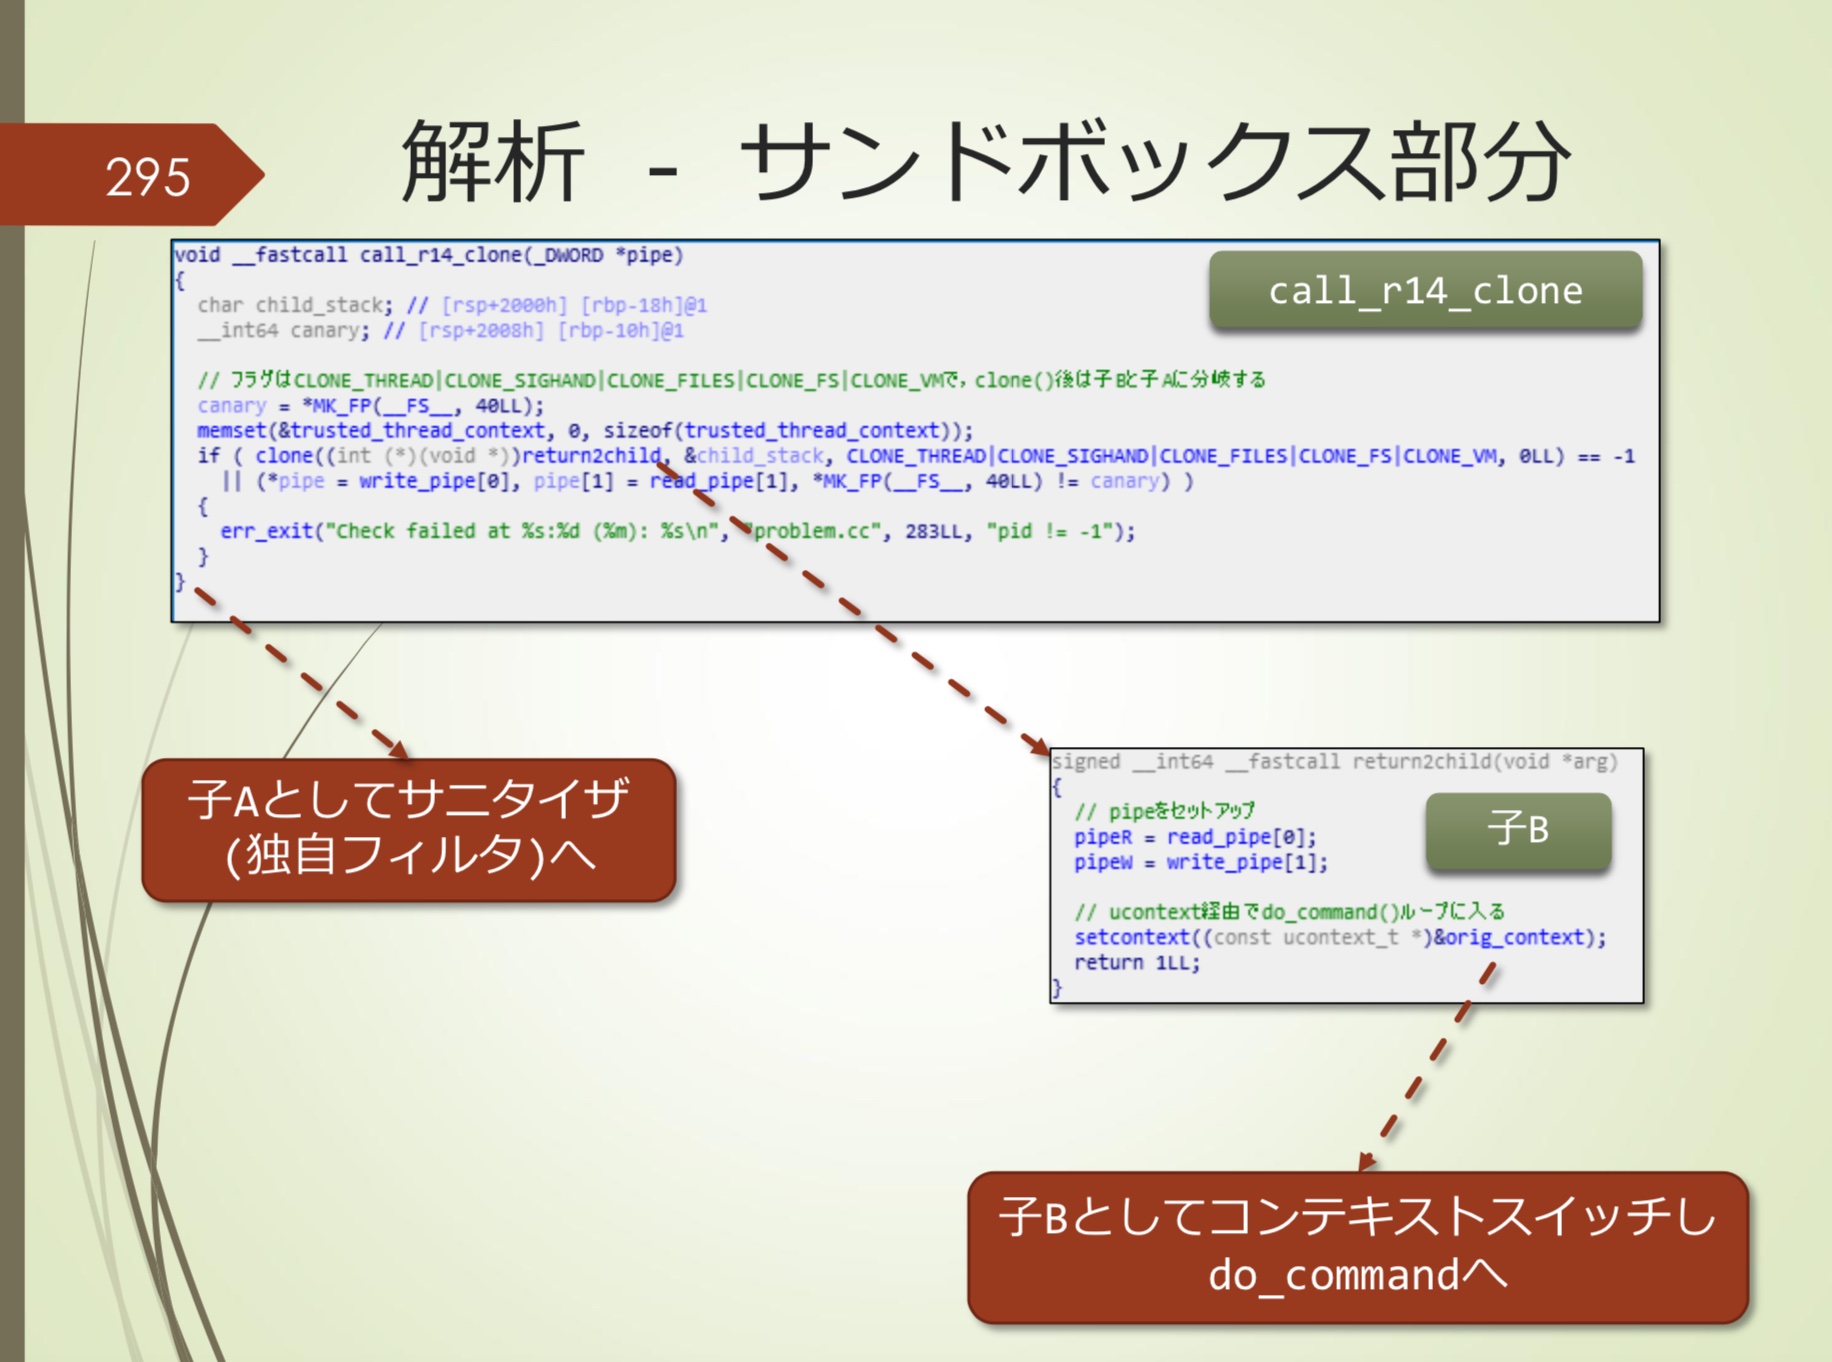 295
解析 - サンドボックス部分
void __fastcall call_r14_clone(_DWORD *pipe)
{
char child_stack; // [rsp+2000h] [rbp-18h]@1
__int64 canary; // [rsp+2008h] [rbp-10h]@1
// フラグはCLONE_THREAD|CLONE_SIGHAND|CLONE_FILES|CLONE_FS|CLONE_VMで, clone()後は子Bと子Aに分岐する
canary = *MK_FP(__FS__, 40LL);
memset(&trusted_thread_context, 0, sizeof(trusted_thread_context));
if ( clone((int (*)(void *))return2child, &child_stack, CLONE_THREAD|CLONE_SIGHAND|CLONE_FILES|CLONE_FS|CLONE_VM, 0LL) == -1
|| (*pipe = write_pipe[0], pipe[1] = read_pipe[1], *MK_FP(__FS__, 40LL) != canary) )
{
err_exit("Check failed at %s:%d (%m): %s\n", "problem.cc", 283LL, "pid != -1");
}
}
call_r14_clone
子Aとしてサニタイザ
(独自フィルタ)へ
signed __int64 __fastcall return2child(void *arg)
{
// pipeをセットアップ
pipeR = read_pipe[0];
pipeW = write_pipe[1];
// ucontext経由でdo_command()ループに入る
setcontext((const ucontext_t *)&orig_context);
return 1LL;
}
子B
子Bとしてコンテキストスイッチし
do_commandへ